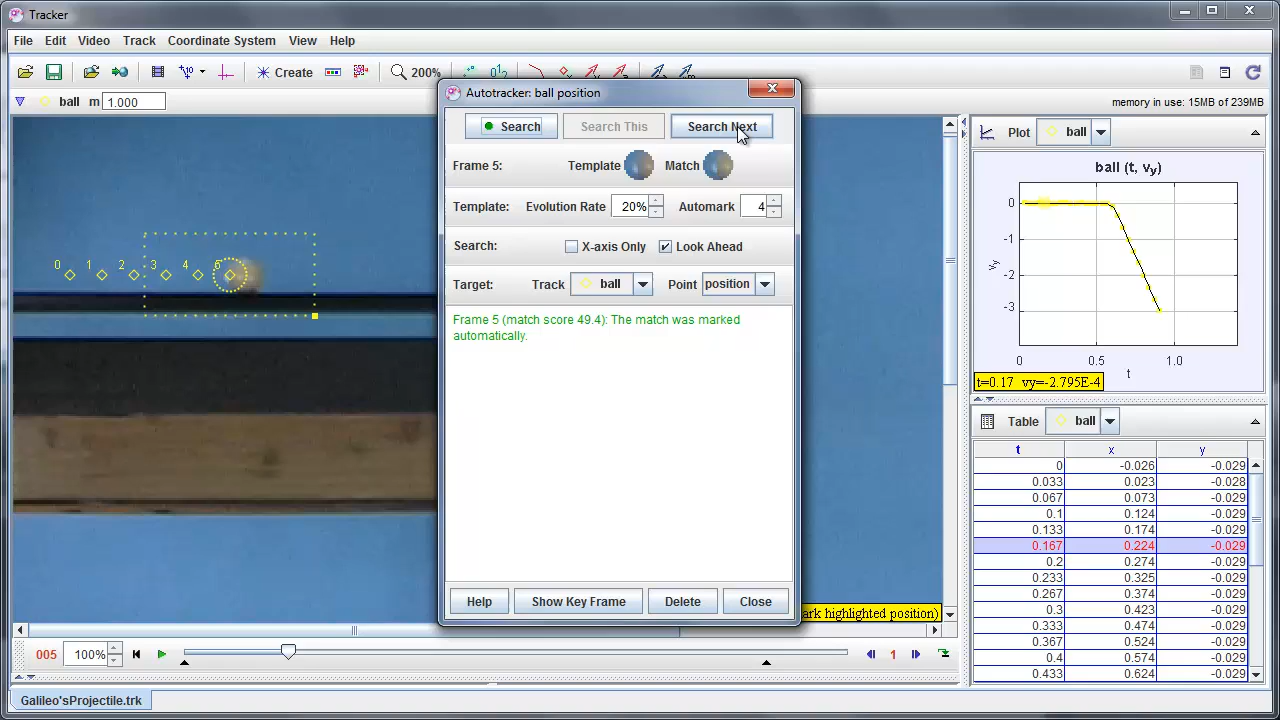 Tracker
File Edit Video Track Coordinate System View Help
Create 200%
ball m 1.000
memory in use: 15MB of 239MB
Autotracker: ball position
Search Search This Search Next
Frame 5: Template Match
Template: Evolution Rate 20% Automark 4
Search: X-axis Only Look Ahead
Target: Track ball Point position
Frame 5 (match score 49.4): The match was marked
automatically.
Help Show Key Frame Delete Close
0 1 2 3 4 5
ark highlighted position)
Plot ball
ball (t, vy)
0
-1
-2
-3
vy
0 0.5 1.0
t
t=0.17 vy=-2.795E-4
Table ball
t x y
0 -0.026 -0.029
0.033 0.023 -0.028
0.067 0.073 -0.029
0.1 0.124 -0.029
0.133 0.174 -0.029
0.167 0.224 -0.029
0.2 0.274 -0.029
0.233 0.325 -0.029
0.267 0.374 -0.029
0.3 0.423 -0.029
0.333 0.474 -0.029
0.367 0.524 -0.029
0.4 0.574 -0.029
0.433 0.624 -0.029
005 100% 1
Galileo'sProjectile.trk